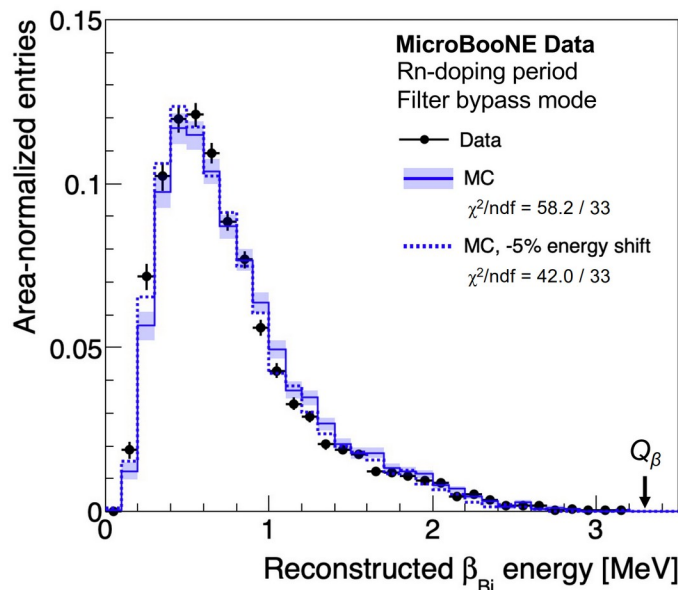 0.15
MicroBooNE Data
Rn-doping period
Filter bypass mode
Data
MC
χ²/ndf = 58.2 / 33
MC, -5% energy shift
χ²/ndf = 42.0 / 33
Area-normalized entries
0.1
0.05
Qβ
0
0 1 2 3
Reconstructed βBi energy [MeV]